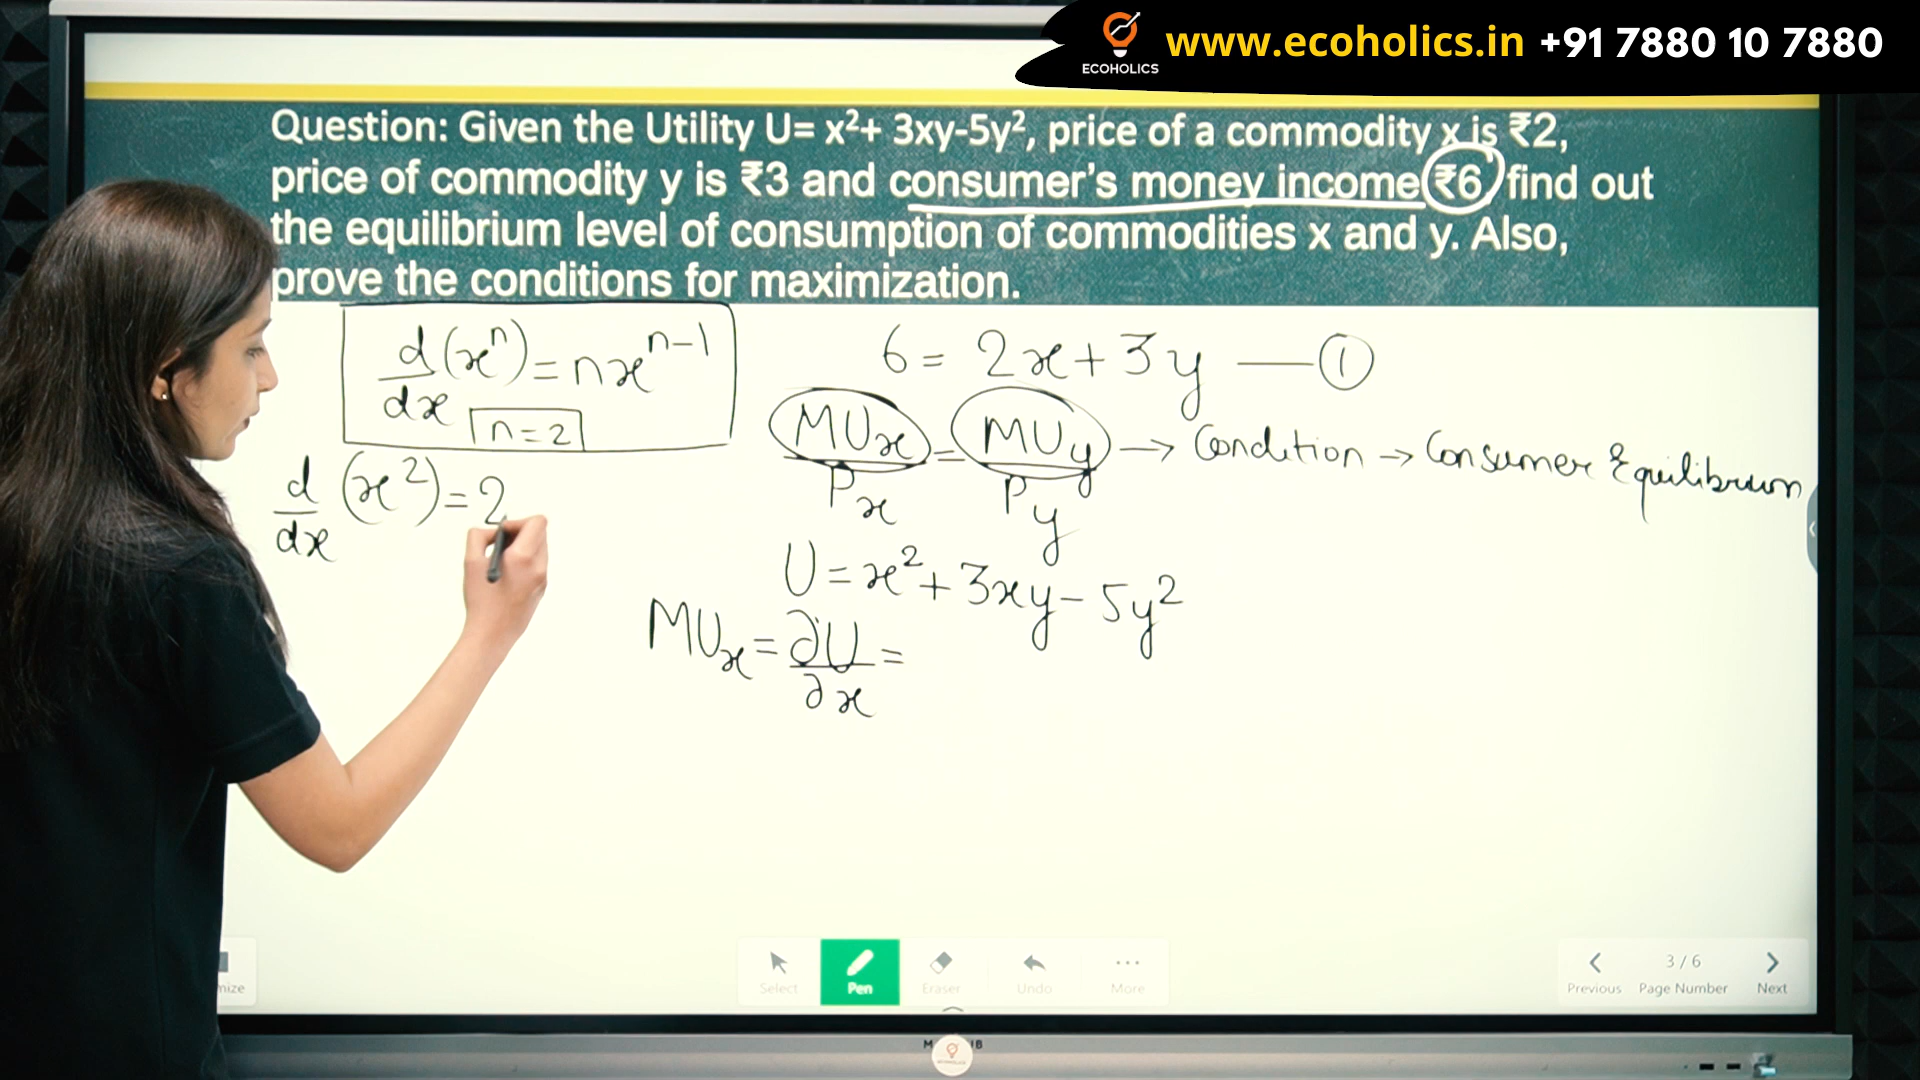 www.ecoholics.in +91 7880 10 7880
ECOHOLICS
Question: Given the Utility U= x²+ 3xy-5y², price of a commodity x is ₹2,
price of commodity y is ₹3 and consumer's money income ₹6 find out
the equilibrium level of consumption of commodities x and y. Also,
prove the conditions for maximization.
d/dx (xⁿ) = nxⁿ⁻¹
n=2
d/dx (x²) = 2
6 = 2x + 3y — ①
MUx/Px = MUy/Py → Condition → Consumer Equilibrium
U = x² + 3xy - 5y²
MUx = ∂U/∂x =
Select Pen Eraser Undo More
Previous 3 / 6 Page Number Next